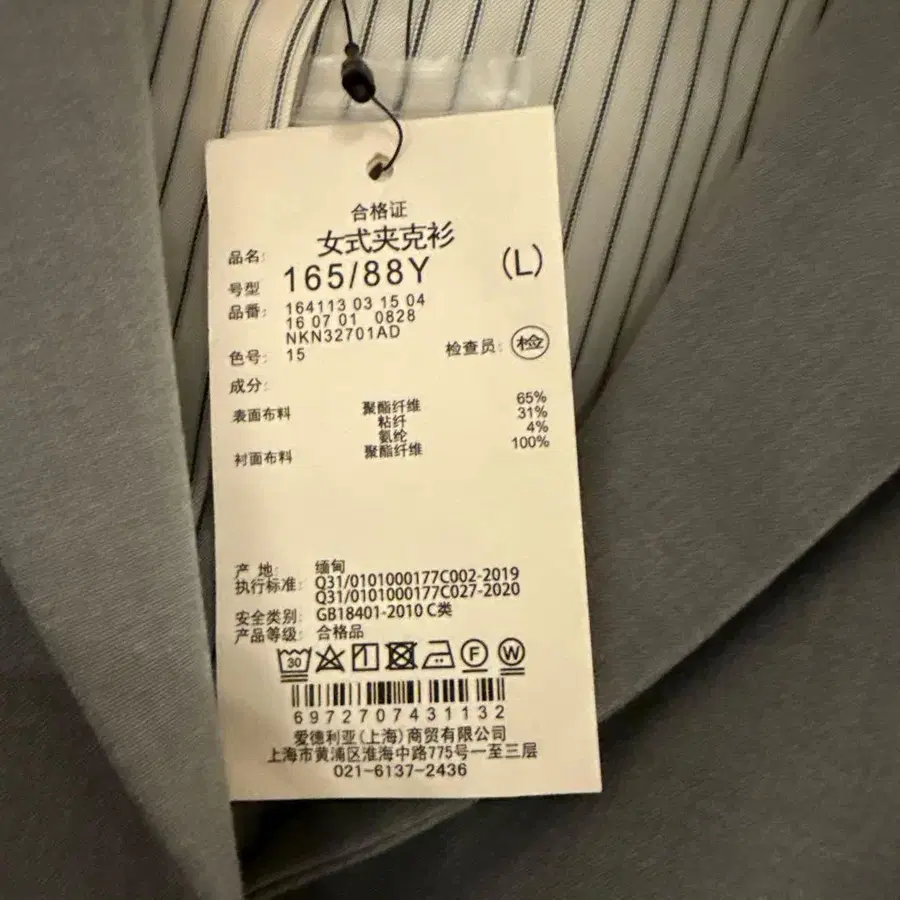 合格证
品名: 女式夹克衫
号型 165/88Y (L)
品番: 164113 03 15 04
16 07 01 0828
NKN32701AD
色号: 15 检查员: 检
成分:
表面布料 聚酯纤维 65%
粘纤 31%
氨纶 4%
衬面布料 聚酯纤维 100%
产 地: 缅甸
执行标准: Q31/0101000177C002-2019
Q31/0101000177C027-2020
安全类别: GB18401-2010 C类
产品等级: 合格品
30 F W
6972707431132
爱德利亚(上海)商贸有限公司
上海市黄浦区淮海中路775号一至三层
021-6137-2436